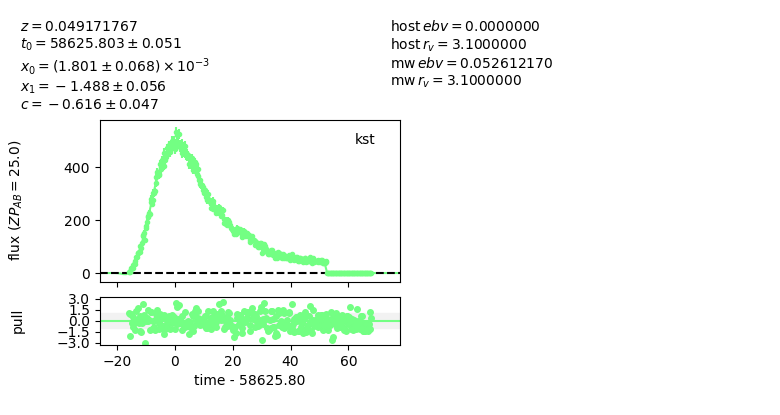 z = 0.049171767
t₀ = 58625.803 ± 0.051
x₀ = (1.801 ± 0.068) × 10⁻³
x₁ = −1.488 ± 0.056
c = −0.616 ± 0.047
host ebv = 0.0000000
host r_v = 3.1000000
mw ebv = 0.052612170
mw r_v = 3.1000000
kst
flux (ZP_AB = 25.0)
400
200
0
pull
3.0
1.5
0.0
−1.5
−3.0
−20 0 20 40 60
time - 58625.80